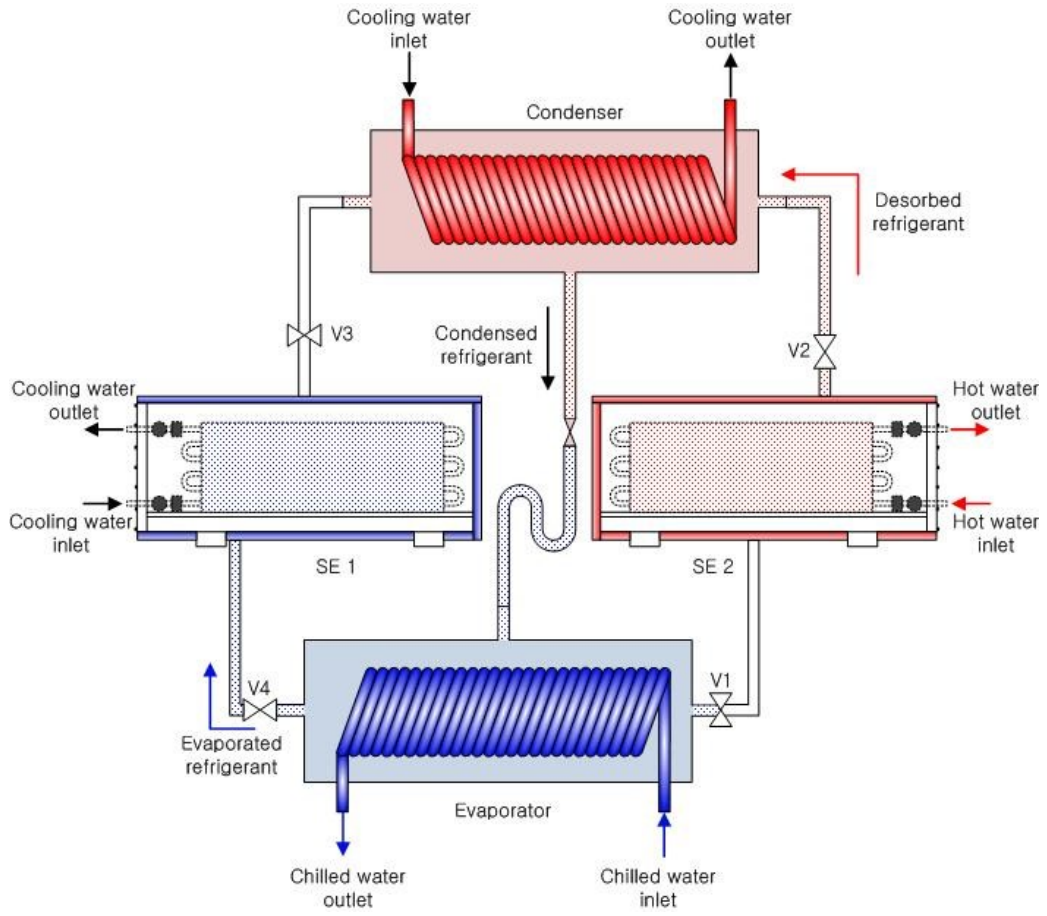 Cooling water
inlet
Cooling water
outlet
Condenser
Desorbed
refrigerant
V3
Condensed
refrigerant
V2
Cooling water
outlet
Hot water
outlet
Cooling water
inlet
Hot water
inlet
SE 1
SE 2
V4
V1
Evaporated
refrigerant
Evaporator
Chilled water
outlet
Chilled water
inlet